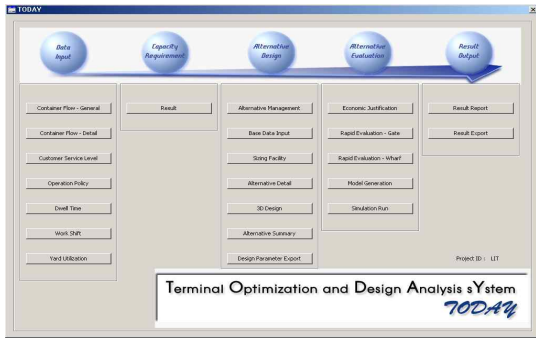 TODAY
Data Input
Capacity Requirement
Alternative Design
Alternative Evaluation
Result Output
Container Flow - General
Container Flow - Detail
Customer Service Level
Operation Policy
Dwell Time
Work Shift
Yard Utilization
Result
Alternative Management
Base Data Input
Sizing Facility
Alternative Detail
3D Design
Alternative Summary
Design Parameter Export
Economic Justification
Rapid Evaluation - Gate
Rapid Evaluation - Wharf
Model Generation
Simulation Run
Result Report
Result Export
Project ID : LIT
Terminal Optimization and Design Analysis sYstem
TODAY